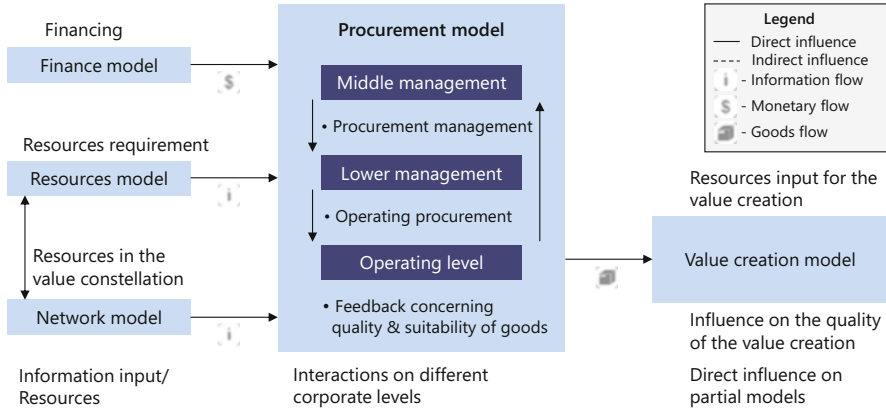 Financing
Finance model
$
Resources requirement
Resources model
i
Resources in the
value constellation
Network model
i
Information input/
Resources
Procurement model
Middle management
• Procurement management
Lower management
• Operating procurement
Operating level
• Feedback concerning
quality & suitability of goods
Interactions on different
corporate levels
Legend
Direct influence
Indirect influence
i - Information flow
$ - Monetary flow
- Goods flow
Resources input for the
value creation
Value creation model
Influence on the quality
of the value creation
Direct influence on
partial models